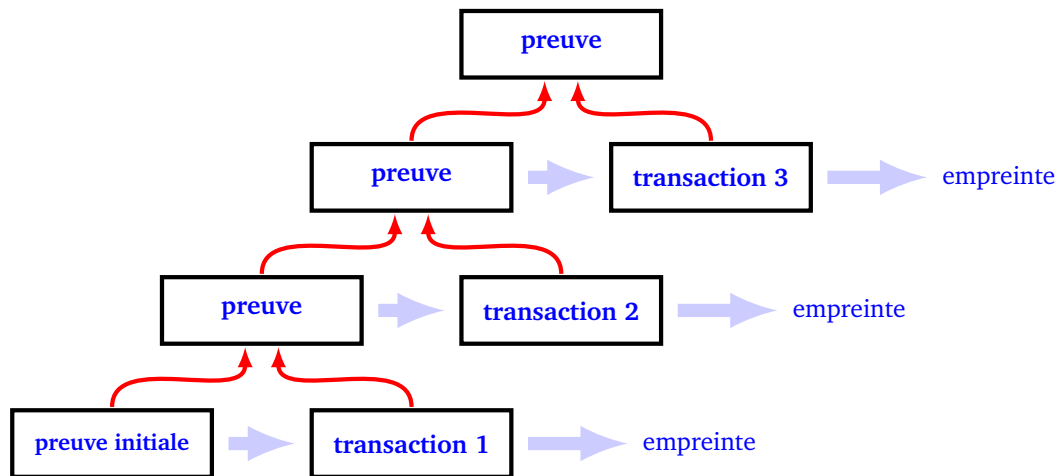 preuve
preuve
transaction 3
empreinte
preuve
transaction 2
empreinte
preuve initiale
transaction 1
empreinte